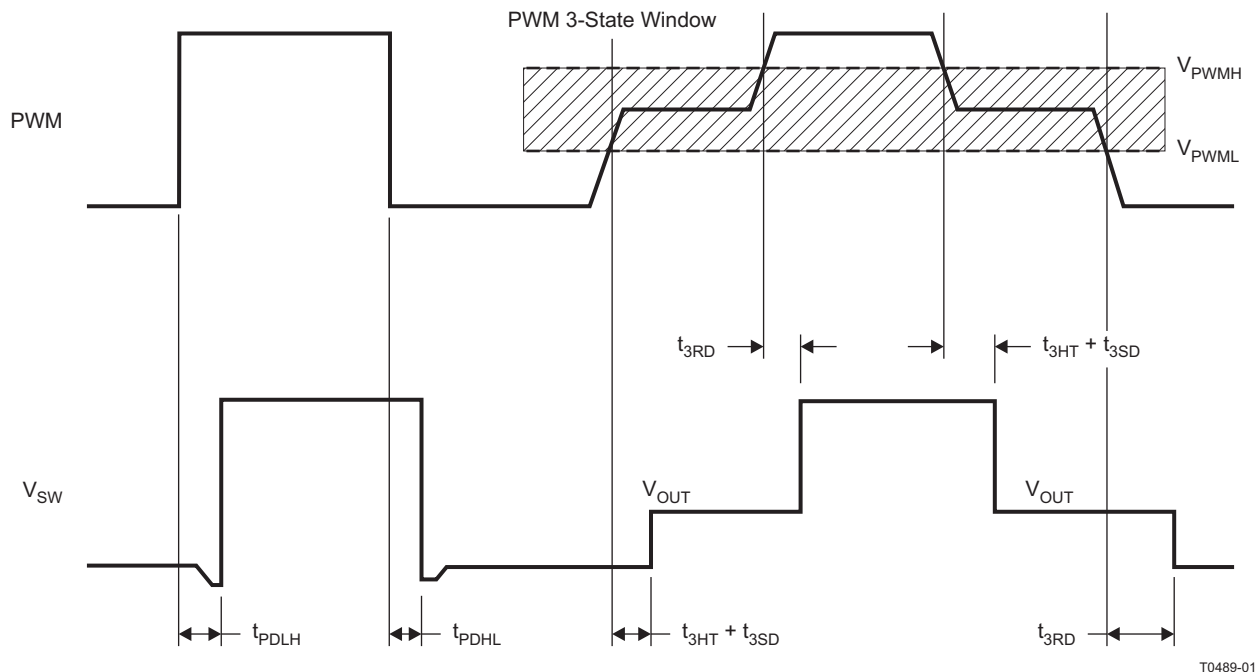 PWM 3-State Window
V_PWMH
PWM
V_PWML
t_3RD
t_3HT + t_3SD
V_SW
V_OUT
V_OUT
t_PDLH
t_PDHL
t_3HT + t_3SD
t_3RD
T0489-01